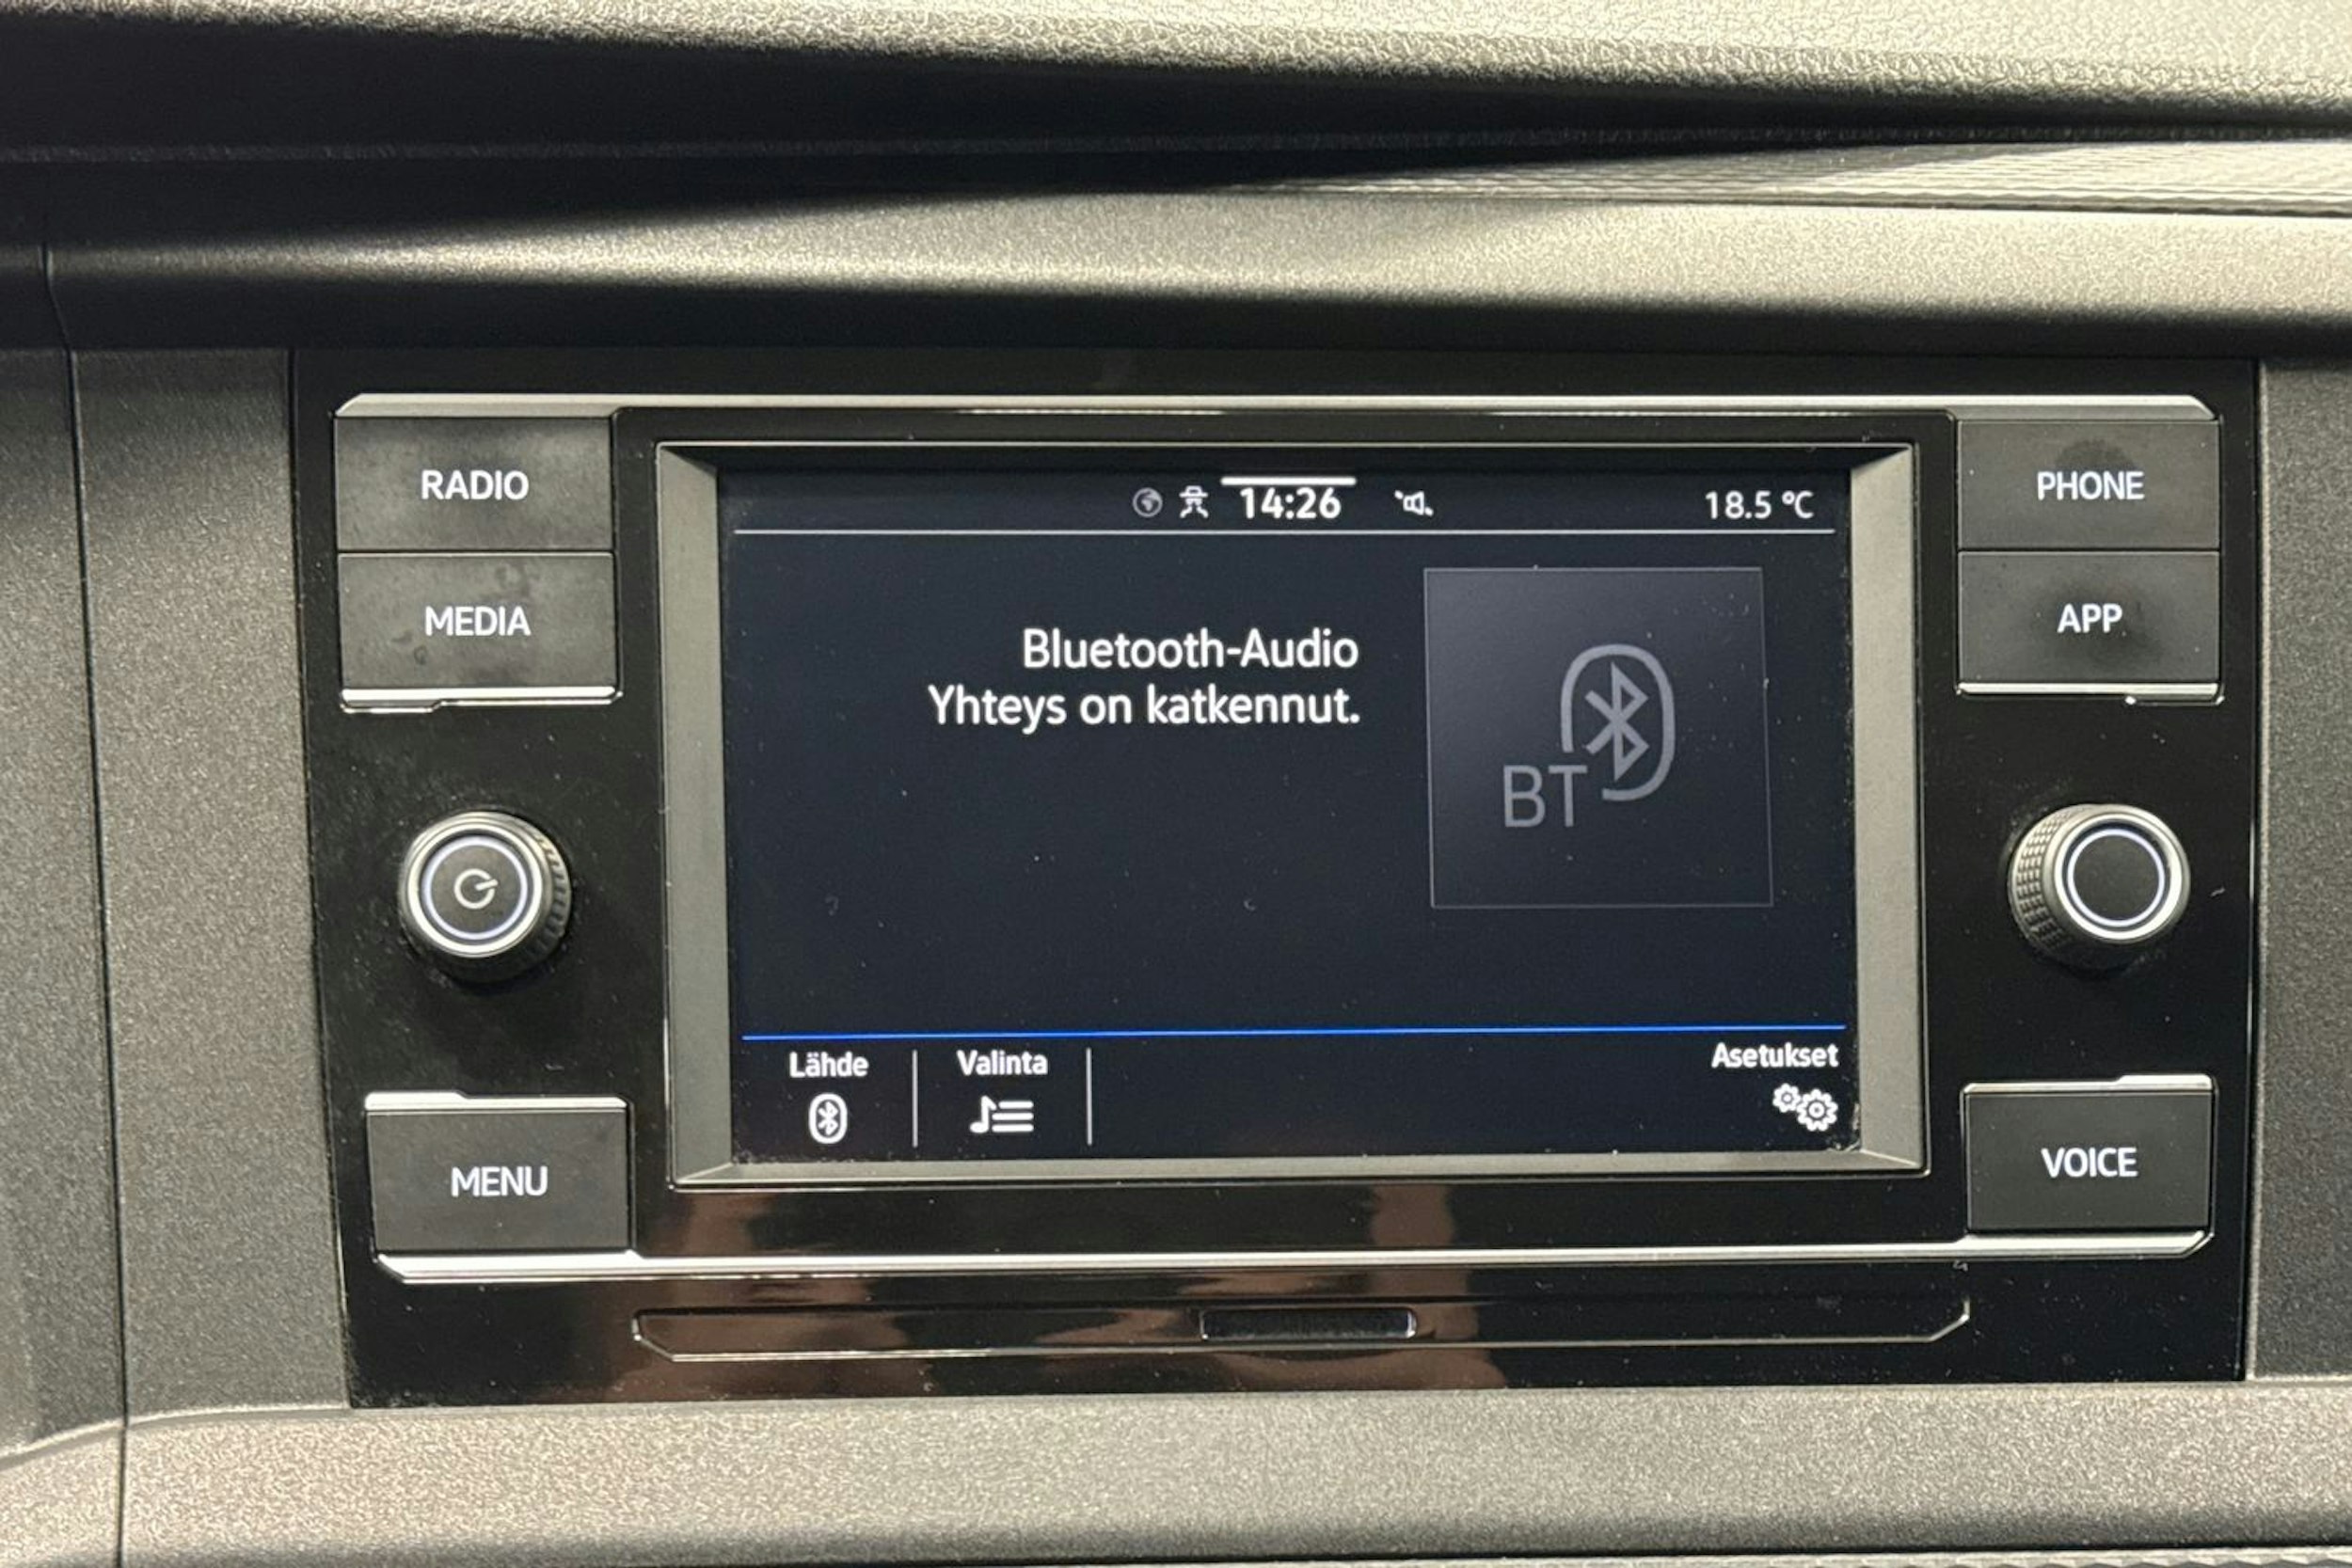 RADIO
MEDIA
MENU
14:26
18.5 °C
Bluetooth-Audio
Yhteys on katkennut.
BT
Lähde
Valinta
Asetukset
PHONE
APP
VOICE